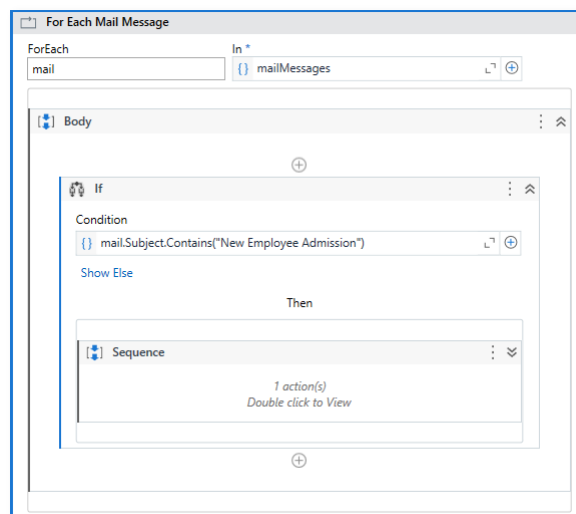 For Each Mail Message
ForEach
In *
mail
{} mailMessages
Body
If
Condition
{} mail.Subject.Contains("New Employee Admission")
Show Else
Then
Sequence
1 action(s)
Double click to View